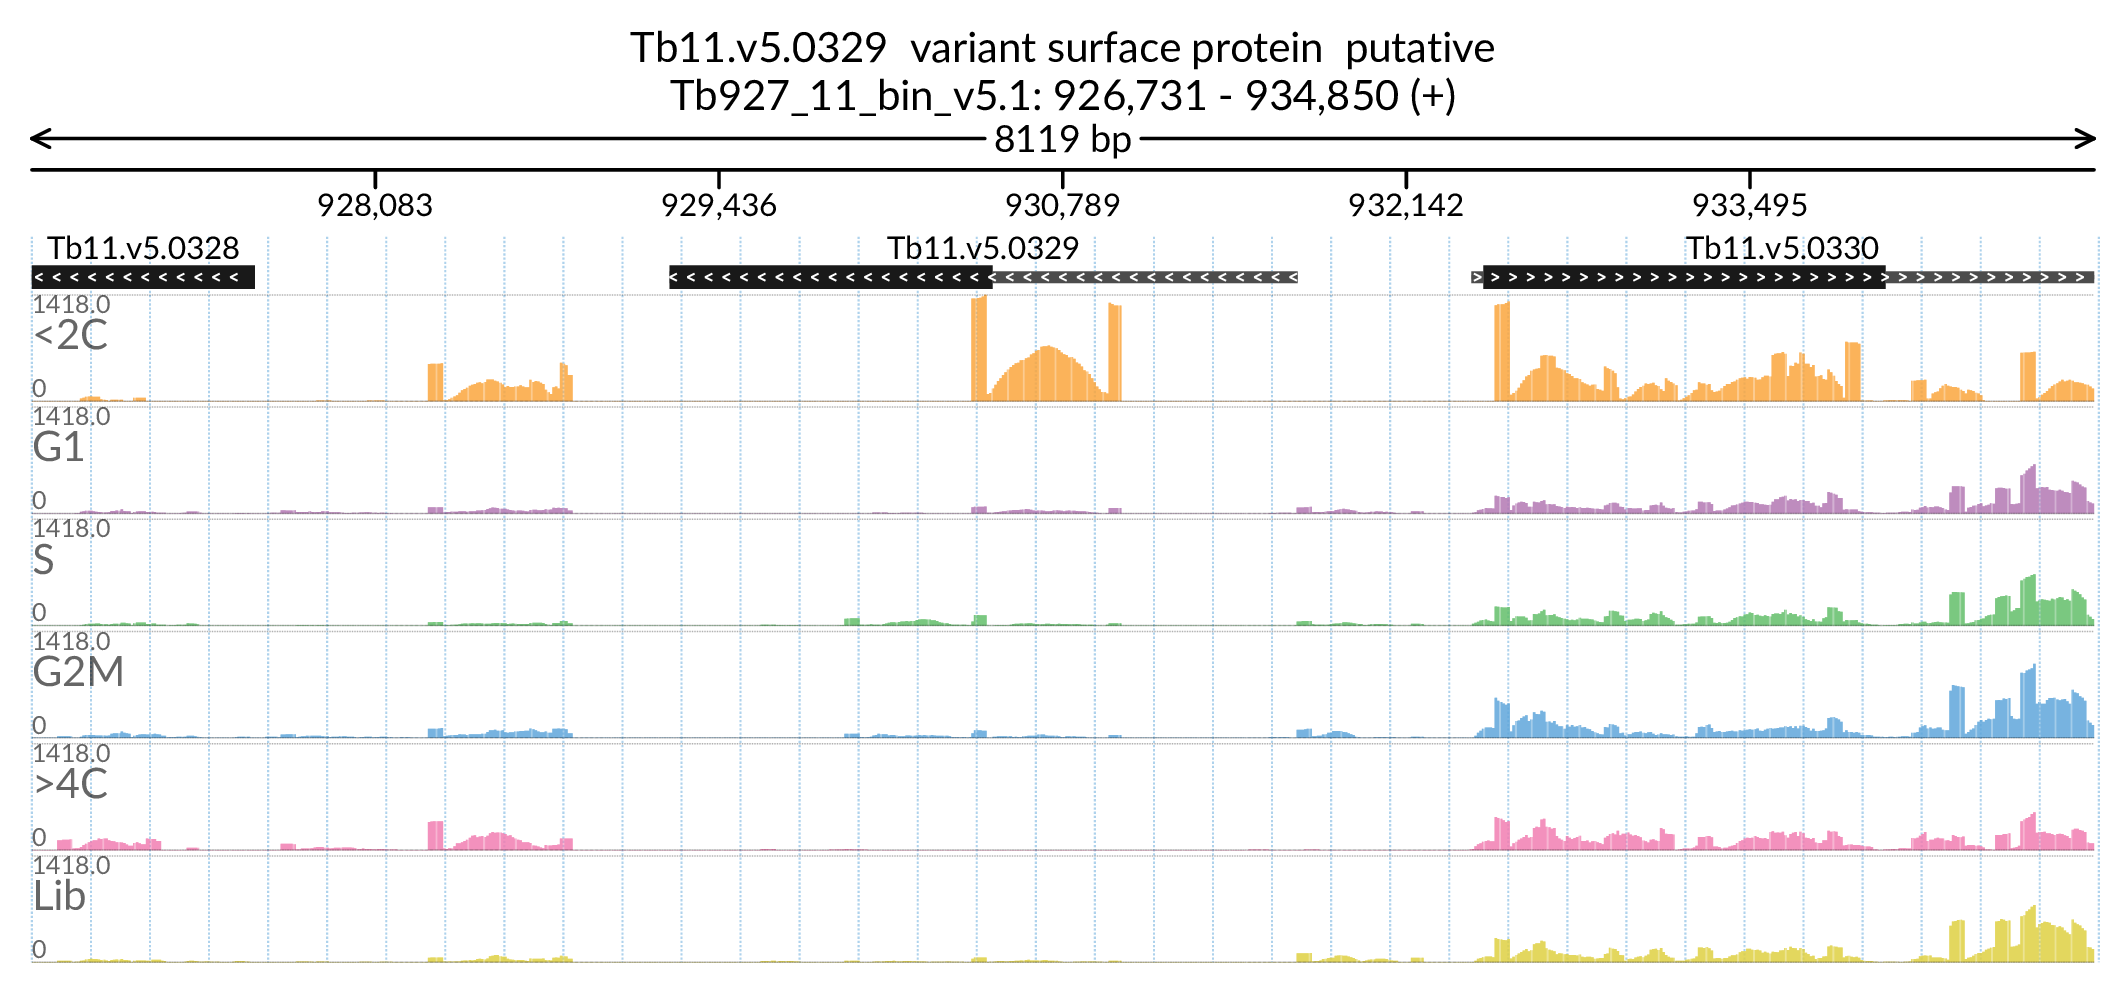 Tb11.v5.0329  variant surface protein  putative
Tb927_11_bin_v5.1: 926,731 - 934,850 (+)
8119 bp
928,083 929,436 930,789 932,142 933,495
Tb11.v5.0328 Tb11.v5.0329 Tb11.v5.0330
1418.0
<2C
0
1418.0
G1
0
1418.0
S
0
1418.0
G2M
0
1418.0
>4C
0
1418.0
Lib
0